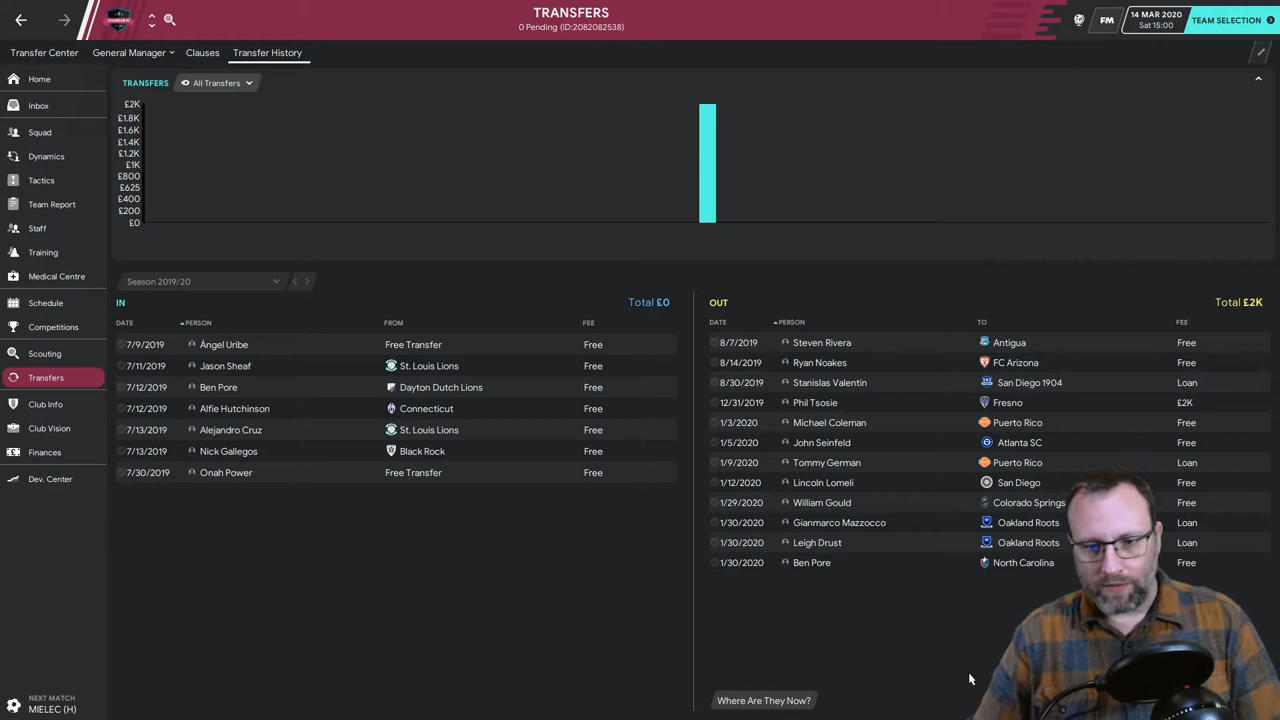 TRANSFERS
0 Pending (ID:2082082538)
FM
14 MAR 2020
Sat 15:00
TEAM SELECTION
Transfer Center
General Manager
Clauses
Transfer History
Home
Inbox
Squad
Dynamics
Tactics
Team Report
Staff
Training
Medical Centre
Schedule
Competitions
Scouting
Transfers
Club Info
Club Vision
Finances
Dev. Center
NEXT MATCH
MIELEC (H)
TRANSFERS
All Transfers
£2K
£1.8K
£1.6K
£1.4K
£1.2K
£1K
£800
£625
£400
£200
£0
Season 2019/20
IN Total £0
DATE PERSON FROM FEE
7/9/2019 Ángel Uribe Free Transfer Free
7/11/2019 Jason Sheaf St. Louis Lions Free
7/12/2019 Ben Pore Dayton Dutch Lions Free
7/12/2019 Alfie Hutchinson Connecticut Free
7/13/2019 Alejandro Cruz St. Louis Lions Free
7/13/2019 Nick Gallegos Black Rock Free
7/30/2019 Onah Power Free Transfer Free
OUT Total £2K
DATE PERSON TO FEE
8/7/2019 Steven Rivera Antigua Free
8/14/2019 Ryan Noakes FC Arizona Free
8/30/2019 Stanislas Valentin San Diego 1904 Loan
12/31/2019 Phil Tsosie Fresno £2K
1/3/2020 Michael Coleman Puerto Rico Free
1/5/2020 John Seinfeld Atlanta SC Free
1/9/2020 Tommy German Puerto Rico Loan
1/12/2020 Lincoln Lomelí San Diego Free
1/29/2020 William Gould Colorado Springs Free
1/30/2020 Gianmarco Mazzocco Oakland Roots Loan
1/30/2020 Leigh Drust Oakland Roots Loan
1/30/2020 Ben Pore North Carolina Free
Where Are They Now?